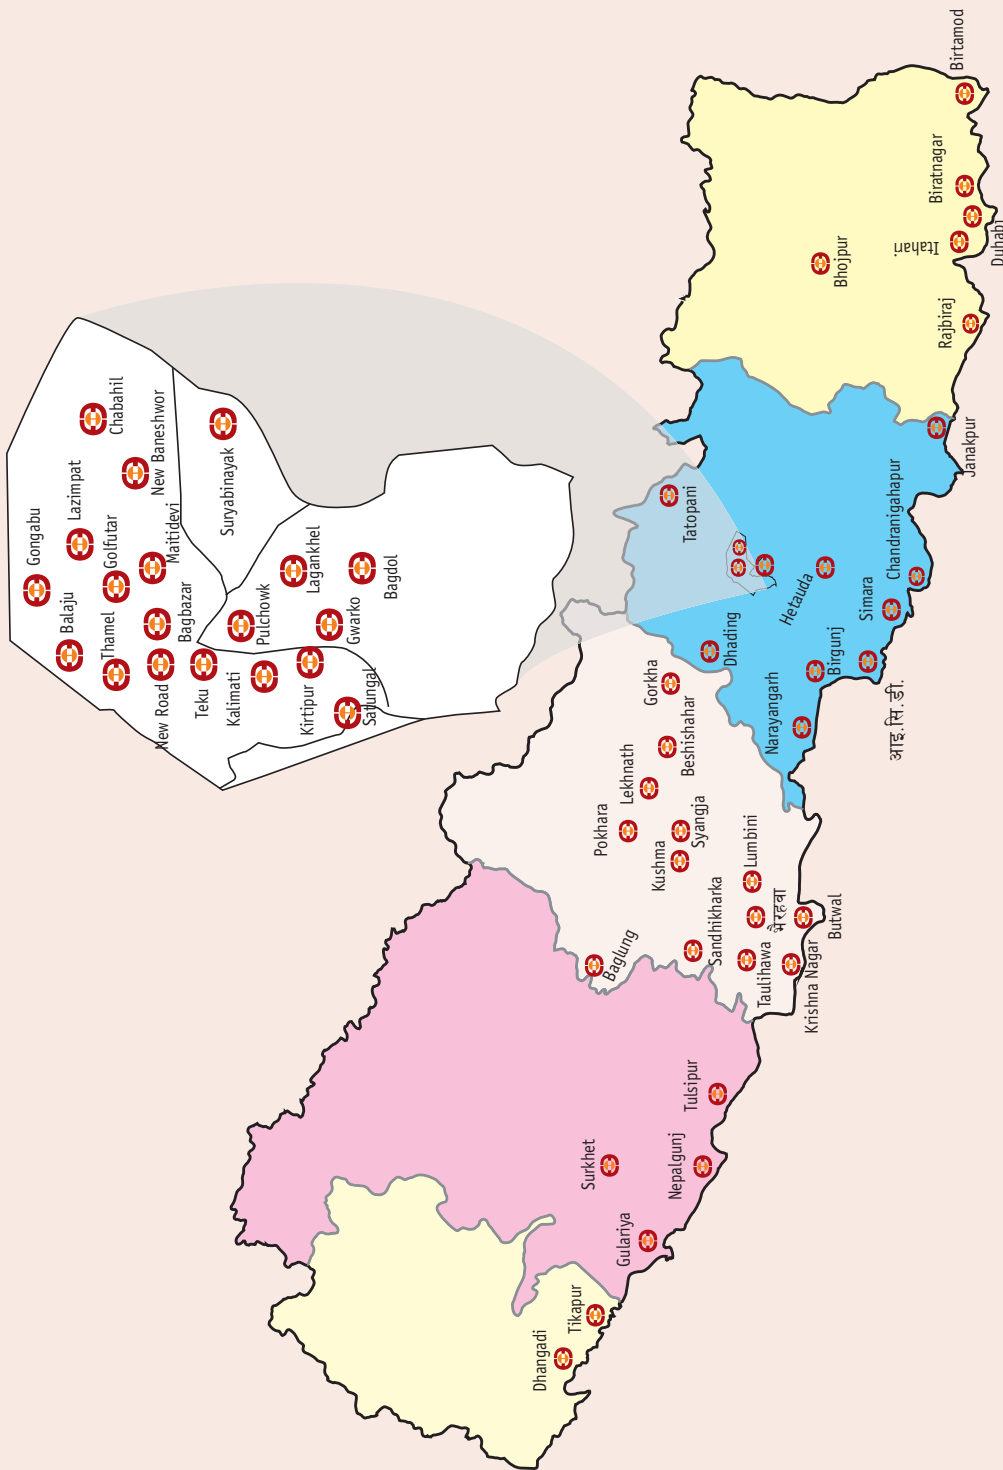 Gongabu
Lazimpat
Chabahil
Balaju
Golfutar
New Baneshwor
Thamel
Maitidevi
Bagbazar
New Road
Suryabinayak
Teku
Pulchowk
Lagankhel
Kalimati
Gwarko
Bagdol
Kirtipur
Satungal
Dhangadi
Tikapur
Gulariya
Surkhet
Nepalgunj
Tulsipur
Baglung
Sandhikharka
Taulihawa
Krishna Nagar
भैरहवा
Butwal
Lumbini
Kushma
Syangja
Pokhara
Lekhnath
Beshishahar
Gorkha
Narayangarh
Dhading
Birgunj
आइ.सि.डी.
Simara
Hetauda
Chandranigahapur
Tatopani
Janakpur
Rajbiraj
Bhojpur
Itahari
Duhabi
Biratnagar
Birtamod